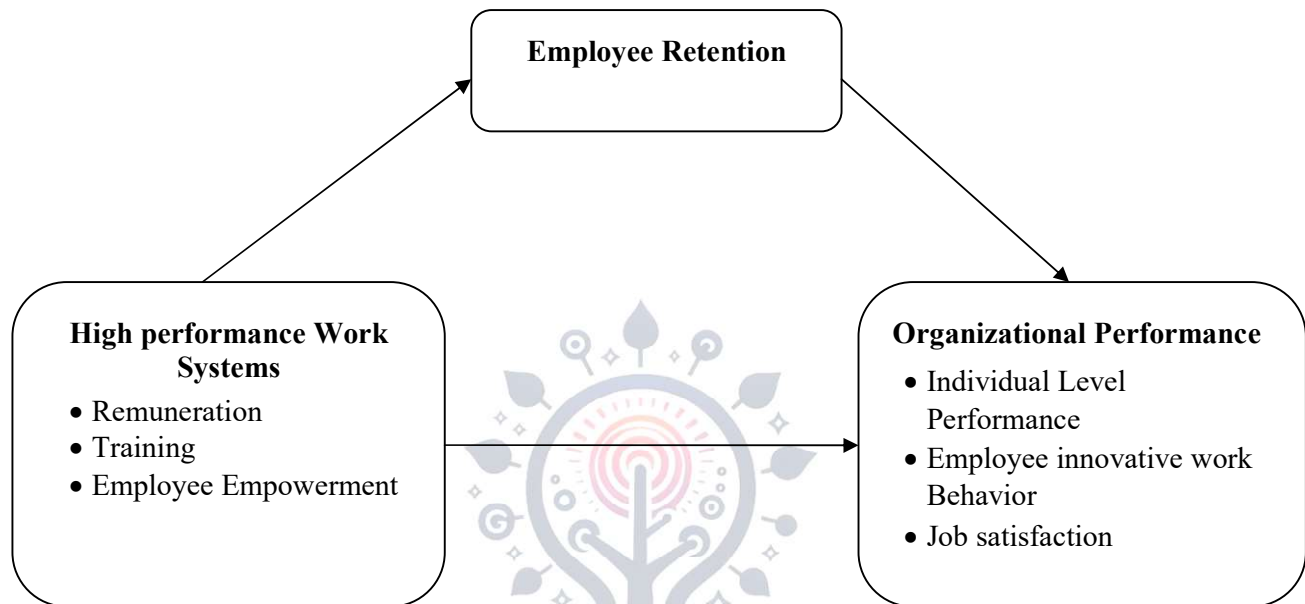 Employee Retention
High performance Work
Systems
• Remuneration
• Training
• Employee Empowerment
Organizational Performance
• Individual Level
Performance
• Employee innovative work
Behavior
• Job satisfaction